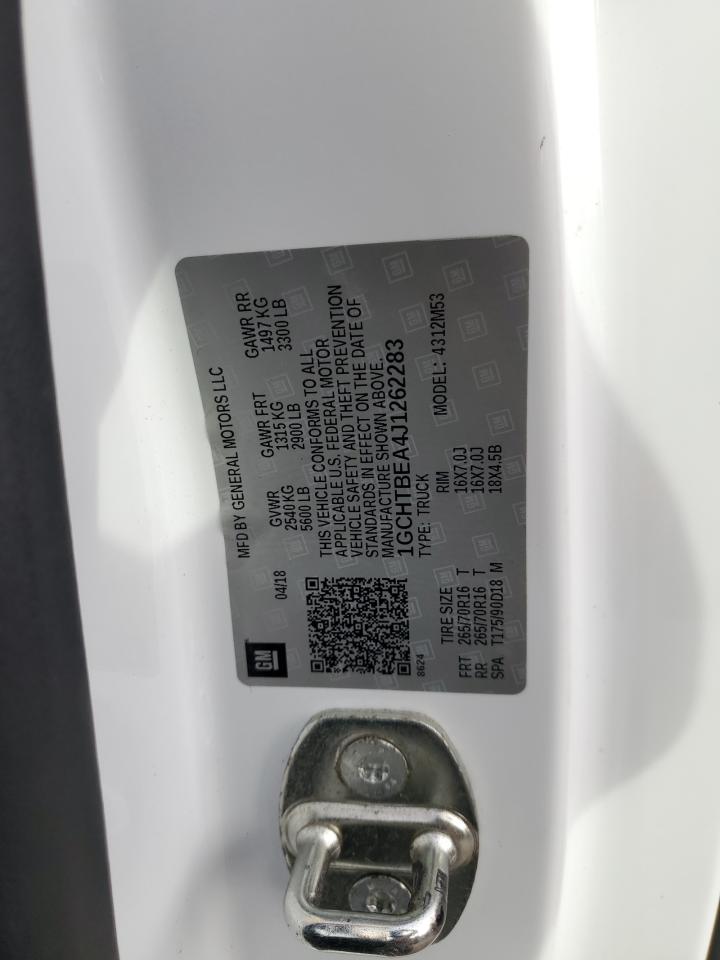 GM
04/18
MFD BY GENERAL MOTORS LLC
GVWR GAWR FRT GAWR RR
2540 KG 1315 KG 1497 KG
5600 LB 2900 LB 3300 LB
THIS VEHICLE CONFORMS TO ALL
APPLICABLE U.S. FEDERAL MOTOR
VEHICLE SAFETY AND THEFT PREVENTION
STANDARDS IN EFFECT ON THE DATE OF
MANUFACTURE SHOWN ABOVE.
1GCHTBEA4J1262283
8624
TYPE: TRUCK
MODEL: 4312M53
TIRE SIZE RIM
FRT 265/70R16 T 16X7.0J
RR 265/70R16 T 16X7.0J
SPA T175/90D18 M 18X4.5B